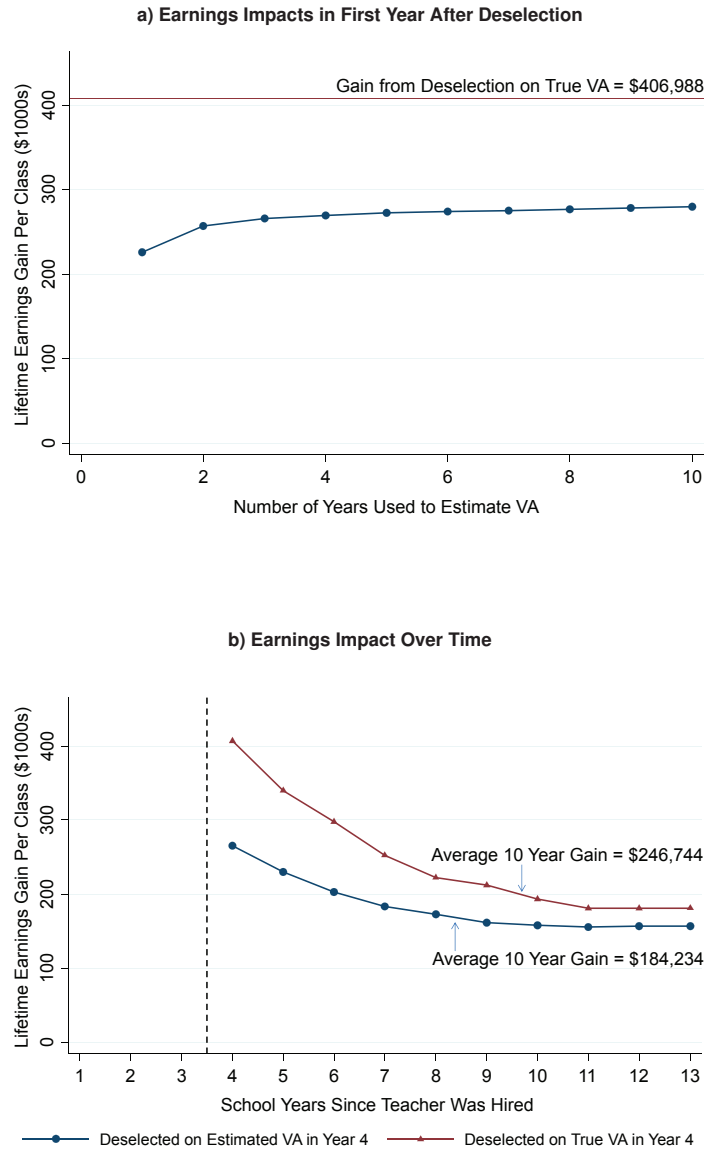 a) Earnings Impacts in First Year After Deselection
Gain from Deselection on True VA = $406,988
Lifetime Earnings Gain Per Class ($1000s)
400
300
200
100
0
0 2 4 6 8 10
Number of Years Used to Estimate VA
b) Earnings Impact Over Time
Lifetime Earnings Gain Per Class ($1000s)
400
300
200
100
0
Average 10 Year Gain = $246,744
Average 10 Year Gain = $184,234
1 2 3 4 5 6 7 8 9 10 11 12 13
School Years Since Teacher Was Hired
Deselected on Estimated VA in Year 4 Deselected on True VA in Year 4